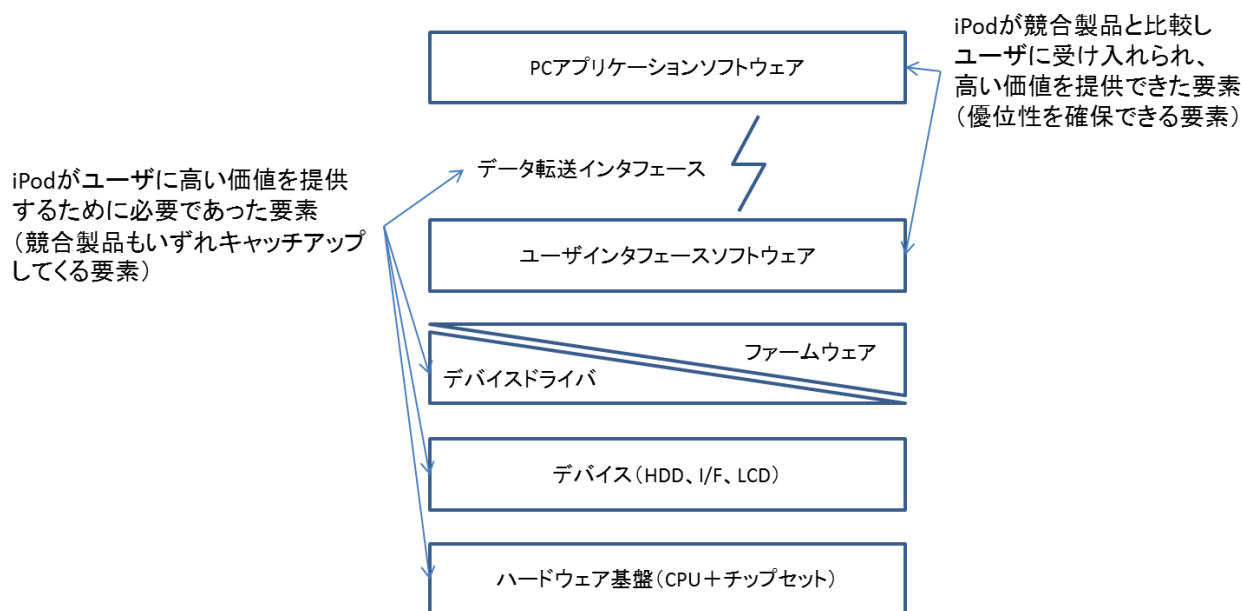 iPodが競合製品と比較し
ユーザに受け入れられ、
高い価値を提供できた要素
（優位性を確保できる要素）
PCアプリケーションソフトウェア
データ転送インタフェース
iPodがユーザに高い価値を提供
するために必要であった要素
（競合製品もいずれキャッチアップ
してくる要素）
ユーザインタフェースソフトウェア
ファームウェア
デバイスドライバ
デバイス（HDD、I/F、LCD）
ハードウェア基盤（CPU＋チップセット）